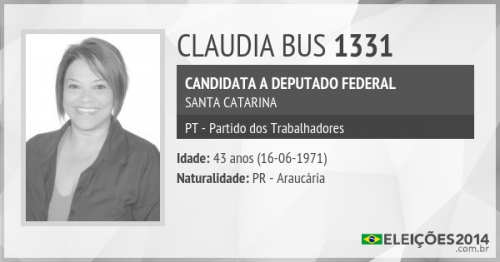 CLAUDIA BUS 1331
CANDIDATA A DEPUTADO FEDERAL
SANTA CATARINA
PT - Partido dos Trabalhadores
Idade: 43 anos (16-06-1971)
Naturalidade: PR - Araucária
ELEIÇÕES2014
.com.br